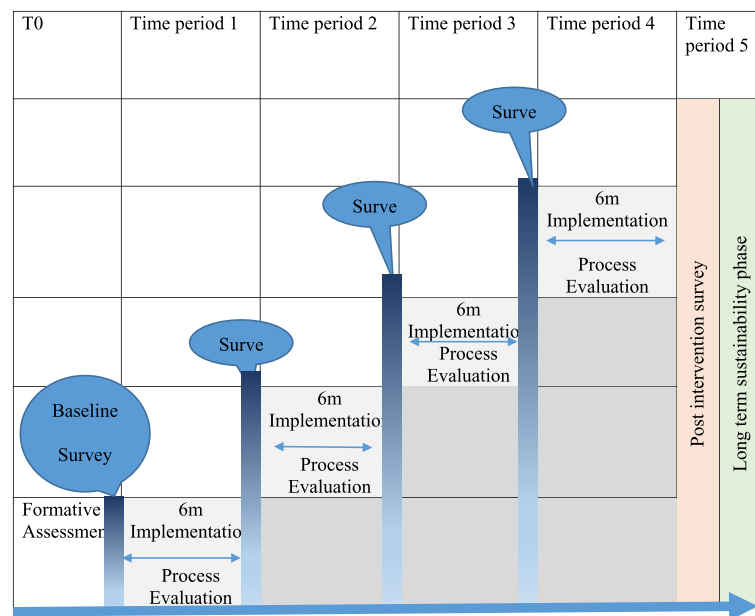 T0
Time period 1
Time period 2
Time period 3
Time period 4
Time
period 5
Surve
Surve
6m
Implementation
Process
Evaluation
Surve
6m
Implementatio
Process
Evaluation
Baseline
Survey
6m
Implementatio
Process
Evaluation
Formative
Assessmen
6m
Implementatio
Process
Evaluation
Post intervention survey
Long term sustainability phase